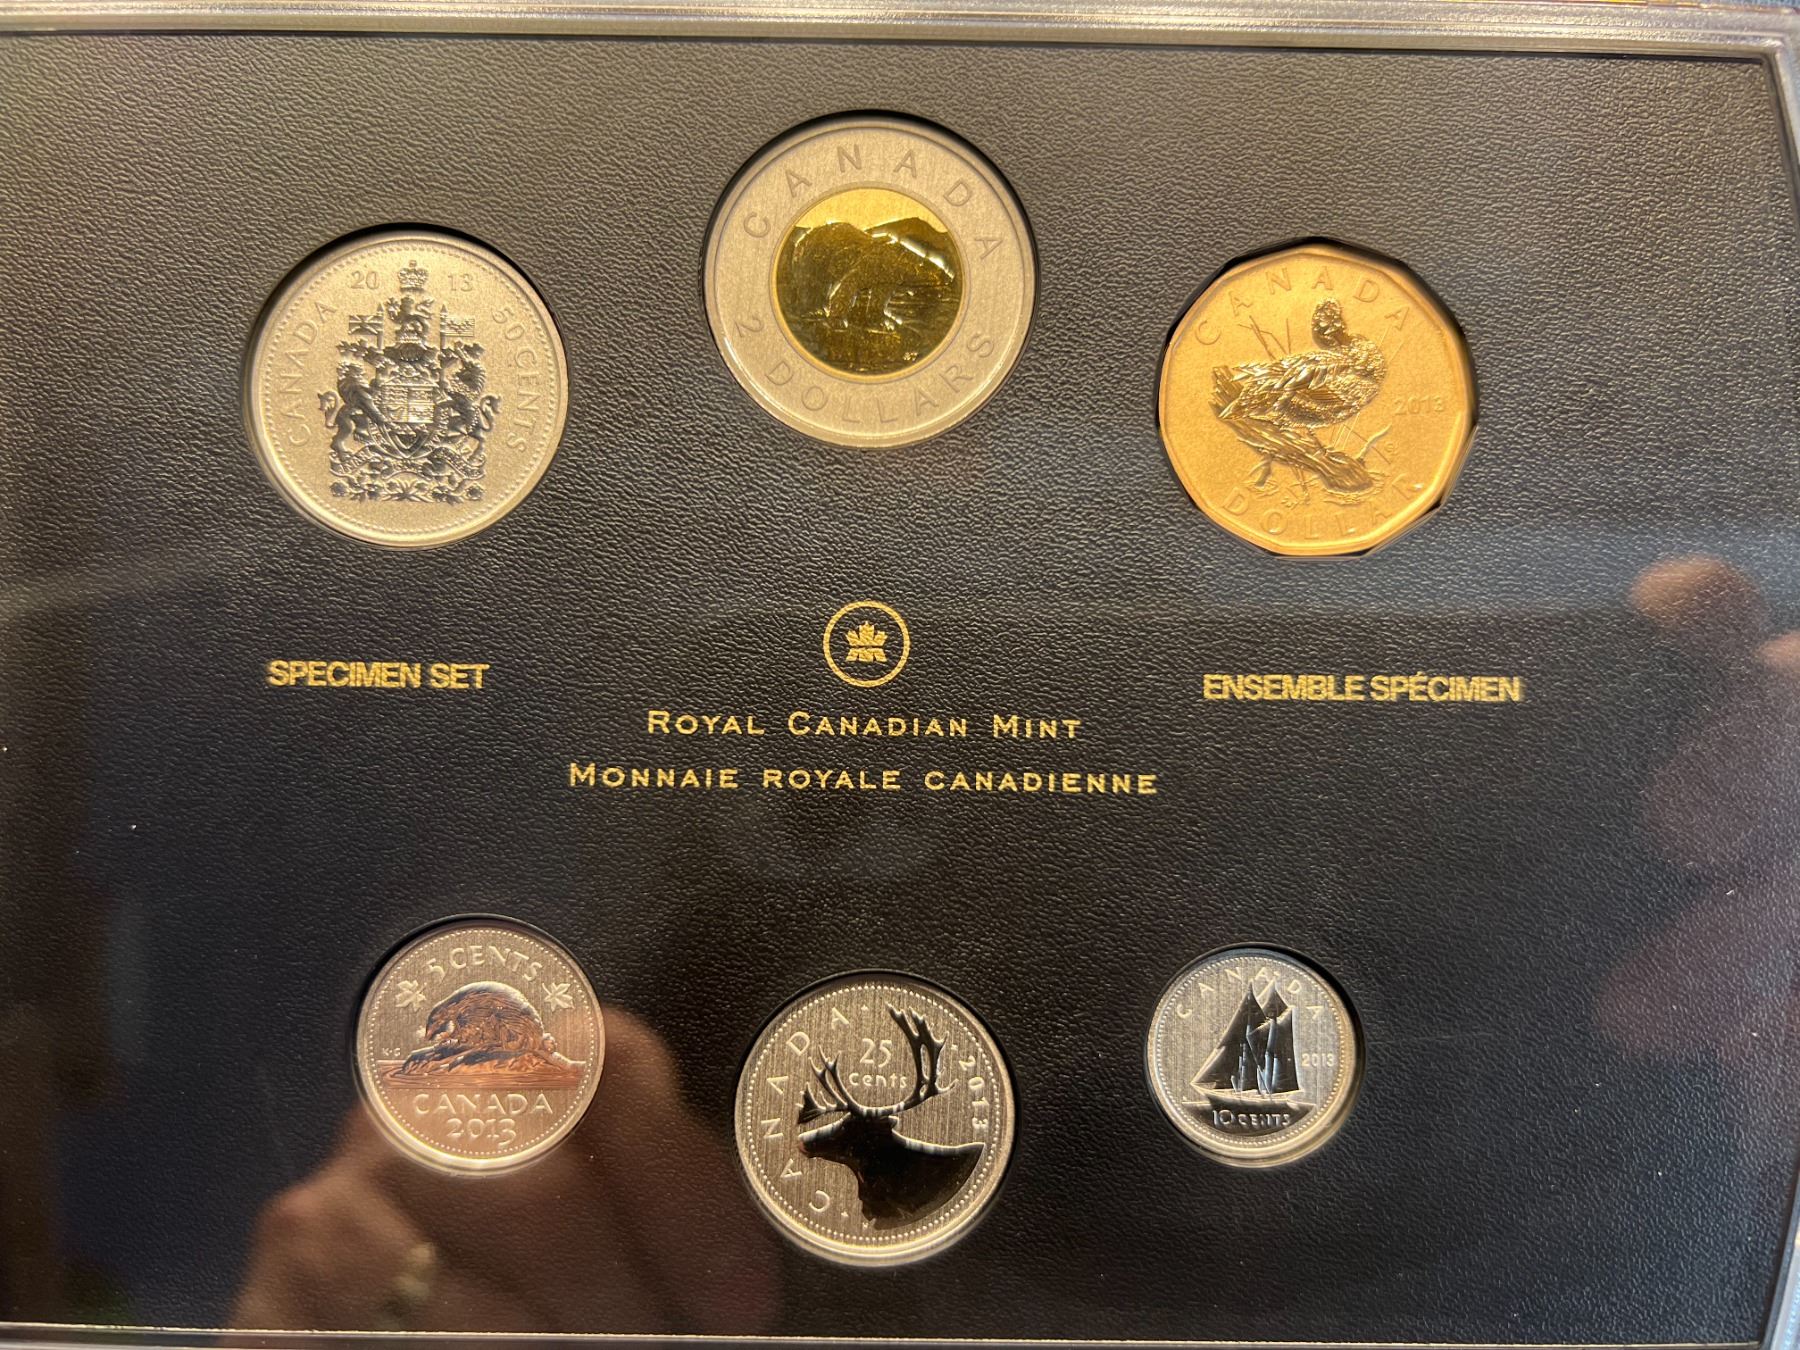 CANADA 2013 50 CENTS
CANADA
2 DOLLARS
CANADA
2013
DOLLAR
SPECIMEN SET
ENSEMBLE SPÉCIMEN
ROYAL CANADIAN MINT
MONNAIE ROYALE CANADIENNE
5 CENTS
CANADA
2013
CANADA
25
cents
2013
CANADA
2013
10 CENTS